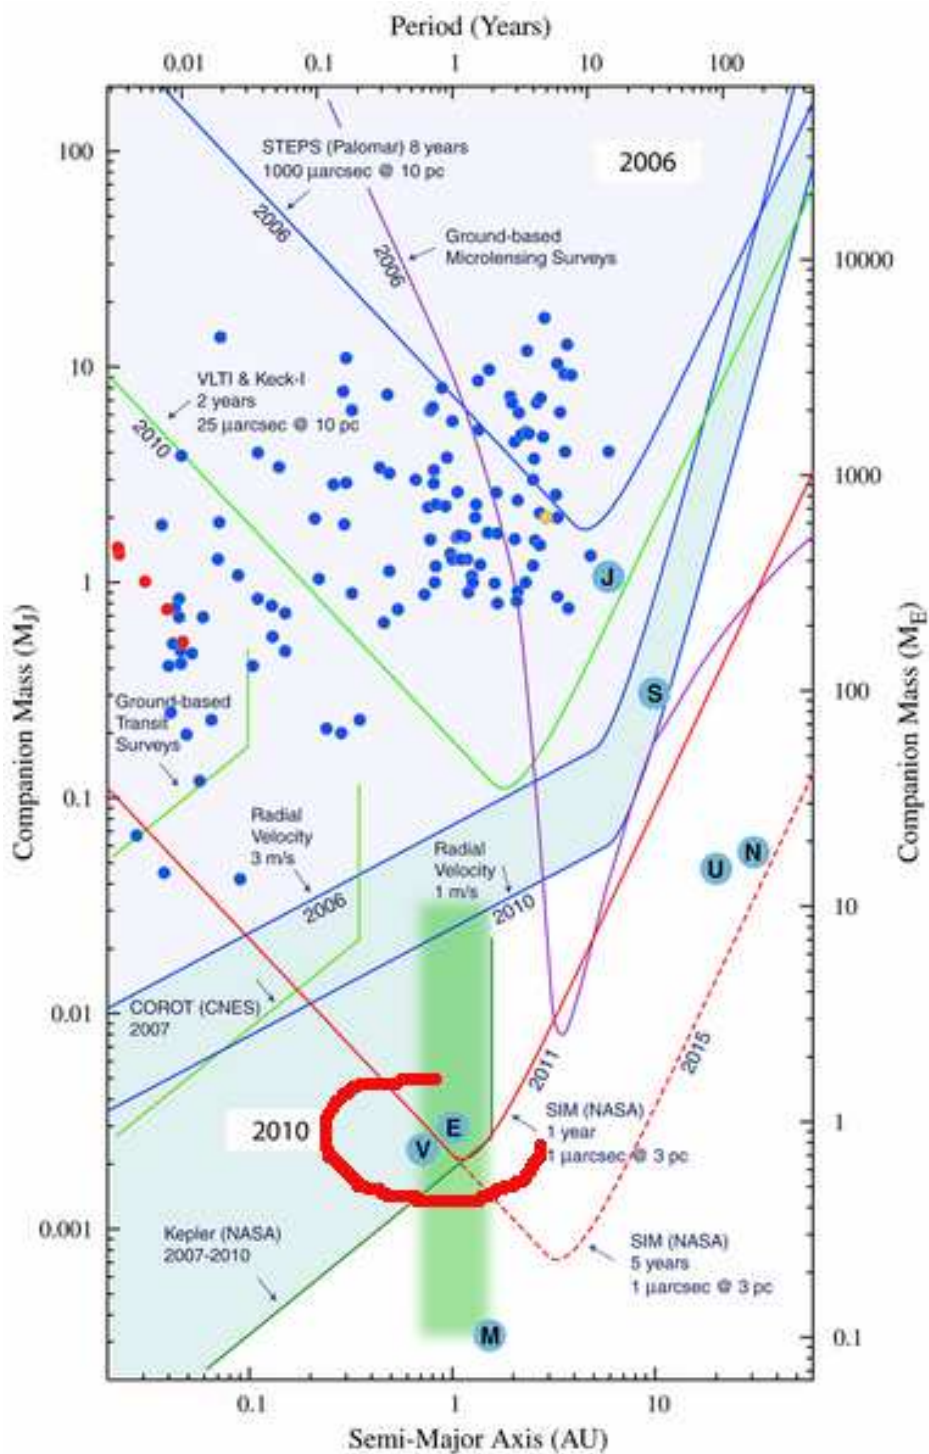 Period (Years)
0.01 0.1 1 10 100
100
10
1
0.1
0.01
0.001
Companion Mass (MJ)
10000
1000
100
10
1
0.1
Companion Mass (ME)
2006
STEPS (Palomar) 8 years
1000 µarcsec @ 10 pc
2006
Ground-based
Microlensing Surveys
2006
VLTI & Keck-I
2 years
25 µarcsec @ 10 pc
2010
J
S
Ground-based
Transit
Surveys
Radial
Velocity
3 m/s
2006
Radial
Velocity
1 m/s
2010
U
N
COROT (CNES)
2007
2011
2015
2010
E
V
SIM (NASA)
1 year
1 µarcsec @ 3 pc
Kepler (NASA)
2007-2010
SIM (NASA)
5 years
1 µarcsec @ 3 pc
M
0.1 1 10
Semi-Major Axis (AU)